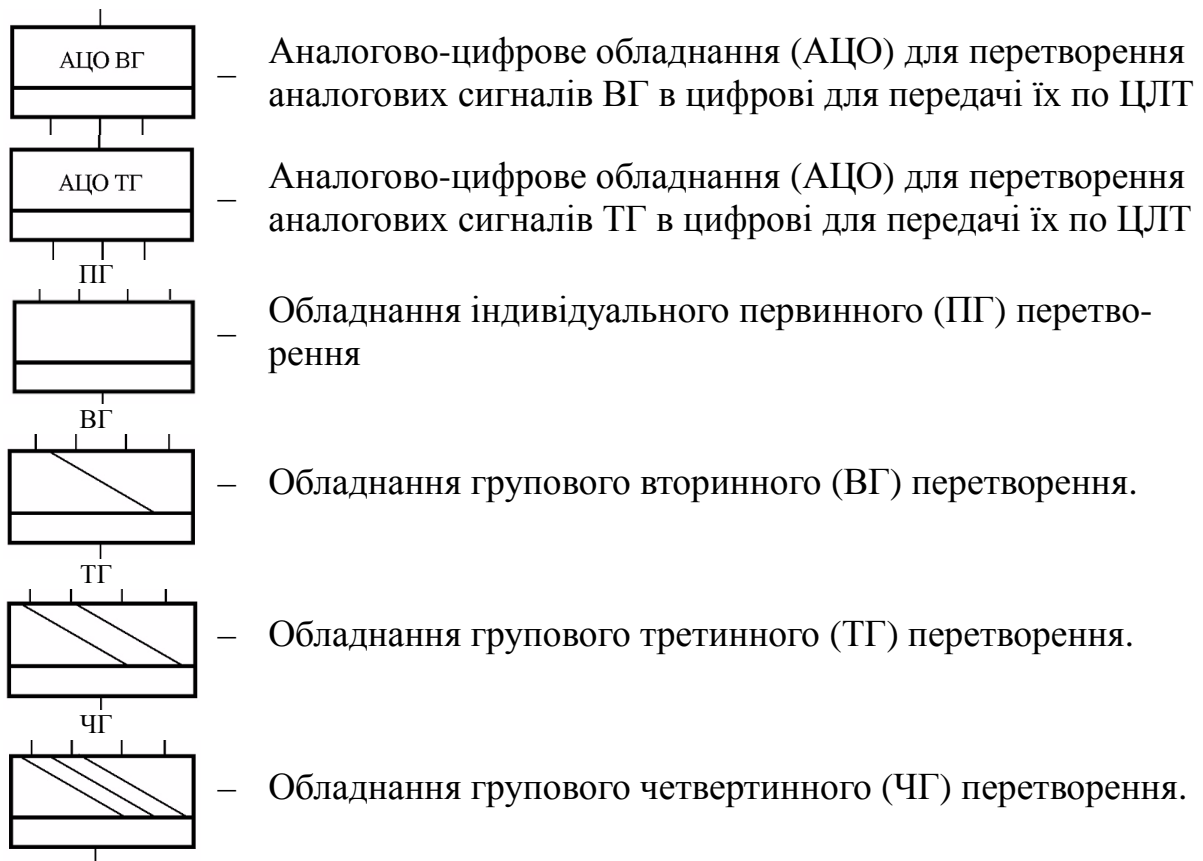 АЦО ВГ
– Аналогово-цифрове обладнання (АЦО) для перетворення
аналогових сигналів ВГ в цифрові для передачі їх по ЦЛТ
АЦО ТГ
– Аналогово-цифрове обладнання (АЦО) для перетворення
аналогових сигналів ТГ в цифрові для передачі їх по ЦЛТ
ПГ
– Обладнання індивідуального первинного (ПГ) перетво-
рення
ВГ
– Обладнання групового вторинного (ВГ) перетворення.
ТГ
– Обладнання групового третинного (ТГ) перетворення.
ЧГ
– Обладнання групового четвертинного (ЧГ) перетворення.